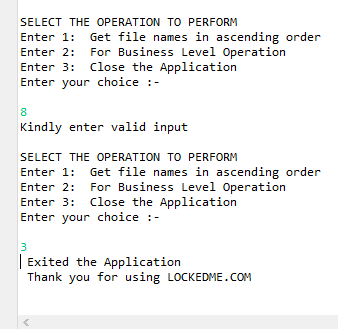 SELECT THE OPERATION TO PERFORM
Enter 1:  Get file names in ascending order
Enter 2:  For Business Level Operation
Enter 3:  Close the Application
Enter your choice :-
8
Kindly enter valid input
SELECT THE OPERATION TO PERFORM
Enter 1:  Get file names in ascending order
Enter 2:  For Business Level Operation
Enter 3:  Close the Application
Enter your choice :-
3
Exited the Application
Thank you for using LOCKEDME.COM